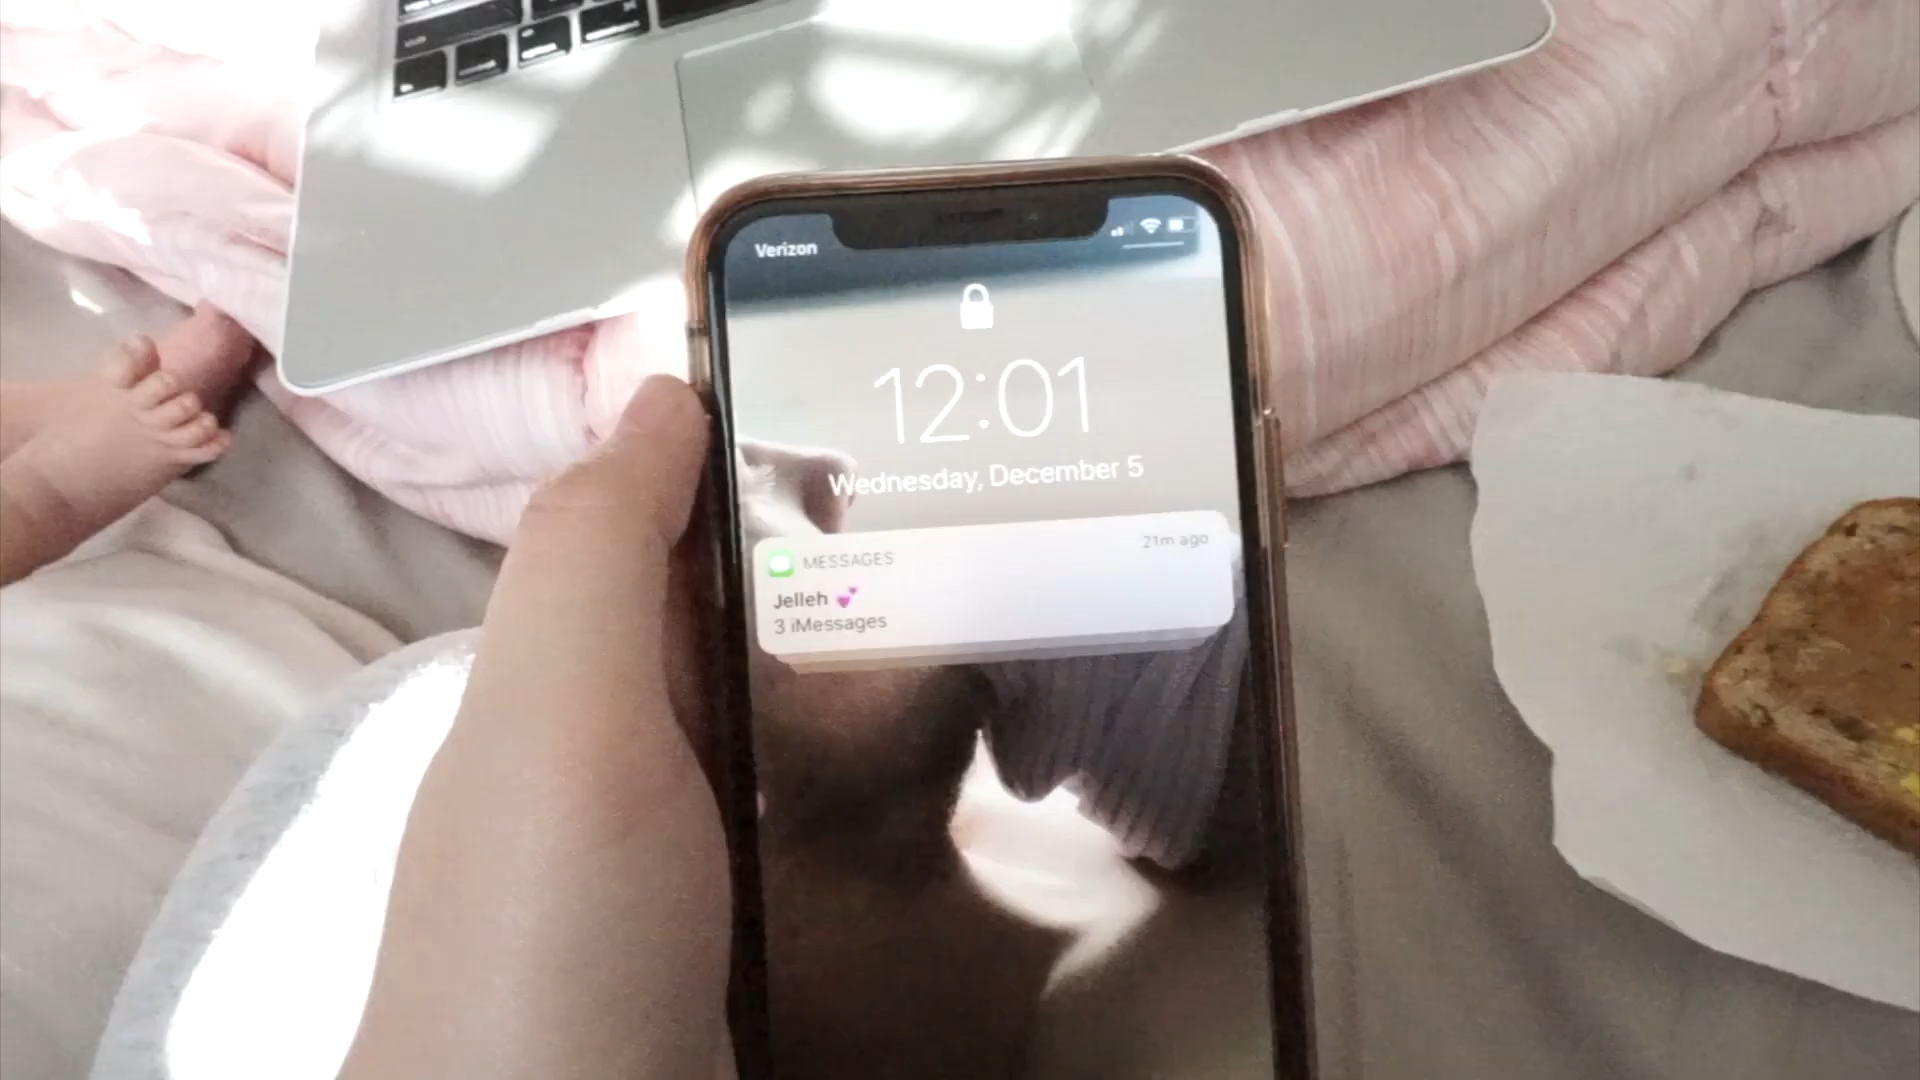 Verizon
12:01
Wednesday, December 5
MESSAGES
21m ago
Jelleh 💕
3 iMessages